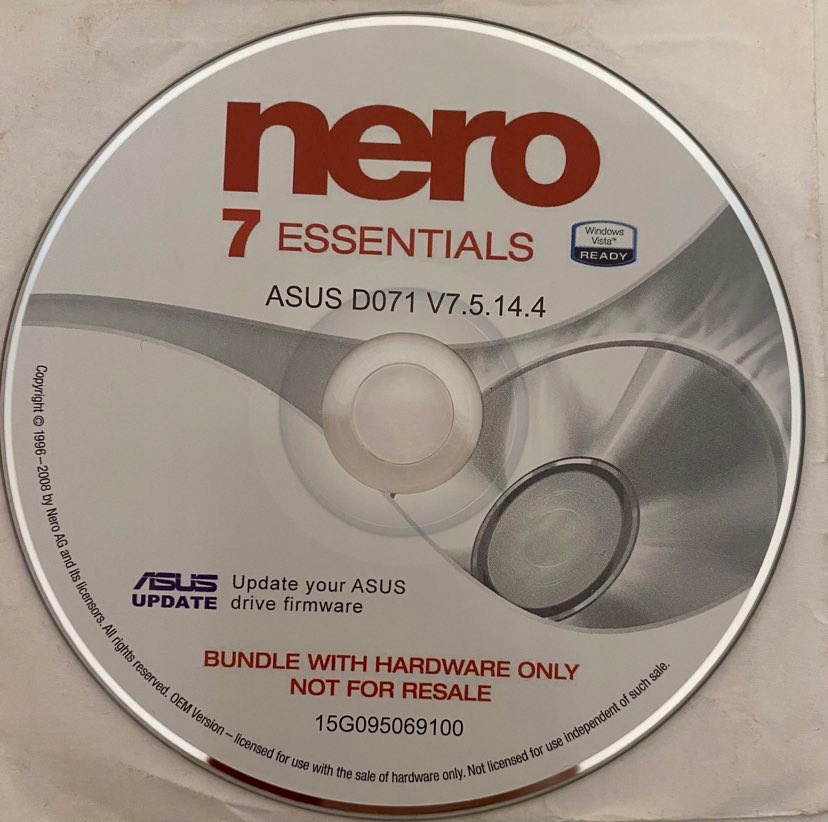 nero
7 ESSENTIALS
Windows
Vista™
READY
ASUS D071 V7.5.14.4
ASUS
UPDATE
Update your ASUS
drive firmware
BUNDLE WITH HARDWARE ONLY
NOT FOR RESALE
15G095069100
Copyright © 1996–2008 by Nero AG and its licensors. All rights reserved. OEM Version – licensed for use with the sale of hardware only. Not licensed for use independent of such sale.